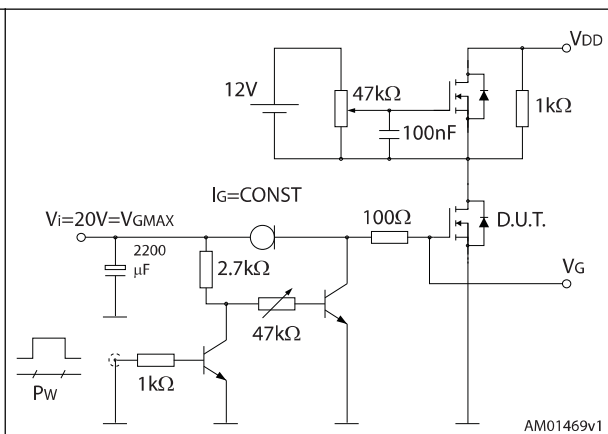 VDD
12V
47kΩ
100nF
1kΩ
IG=CONST
Vi=20V=VGMAX
100Ω
D.U.T.
2200
μF
2.7kΩ
VG
47kΩ
1kΩ
PW
AM01469v1